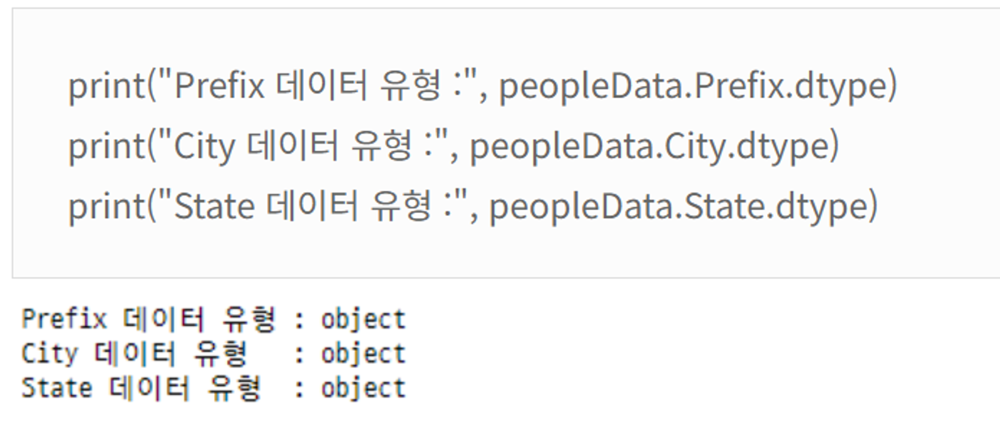 print("Prefix 데이터 유형 :", peopleData.Prefix.dtype)
print("City 데이터 유형 :", peopleData.City.dtype)
print("State 데이터 유형 :", peopleData.State.dtype)
Prefix 데이터 유형 : object
City 데이터 유형   : object
State 데이터 유형  : object